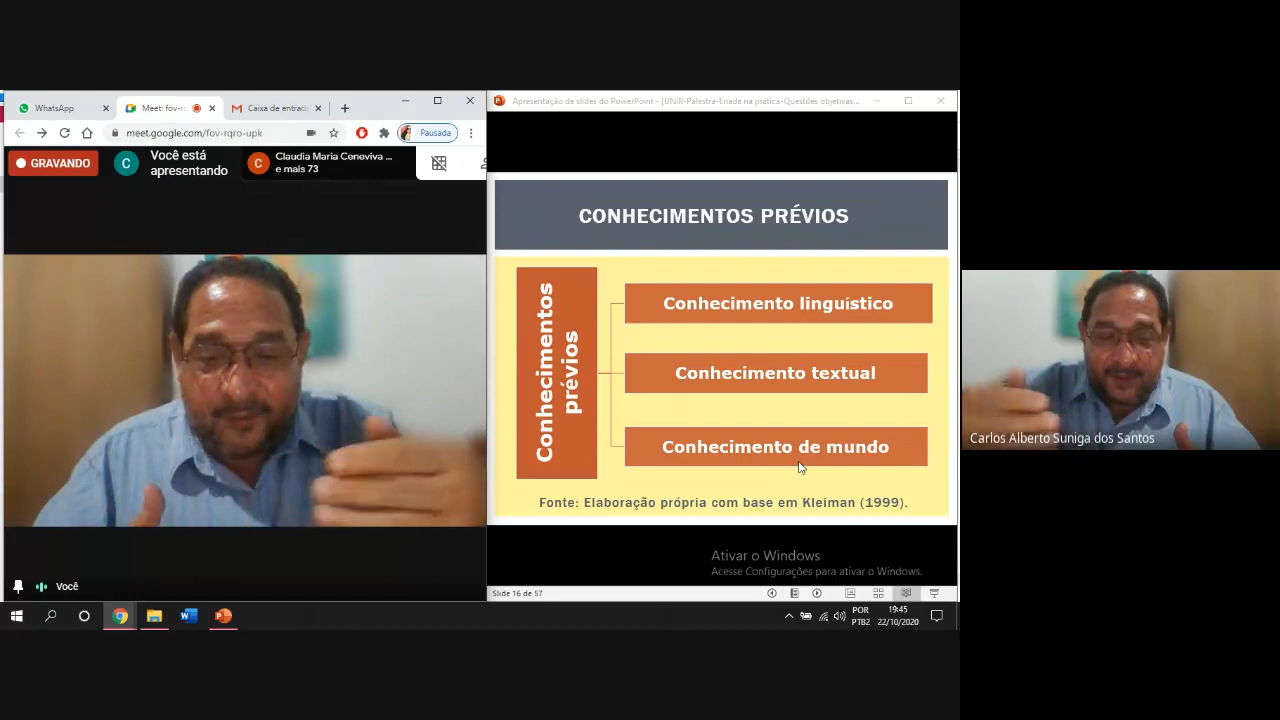 WhatsApp
Meet: fov-r
Caixa de entrad
meet.google.com/fov-rqro-upk
Pausada
GRAVANDO
C
Você está
apresentando
C
Claudia Maria Ceneviva ...
e mais 73
Você
Apresentação de slides do PowerPoint - [UNIR-Palestra-Enade na prática-Questões objetivas...
CONHECIMENTOS PRÉVIOS
Conhecimentos
prévios
Conhecimento linguístico
Conhecimento textual
Conhecimento de mundo
Fonte: Elaboração própria com base em Kleiman (1999).
Ativar o Windows
Acesse Configurações para ativar o Windows.
Slide 16 de 57
POR
PTB2
19:45
22/10/2020
Carlos Alberto Suniga dos Santos